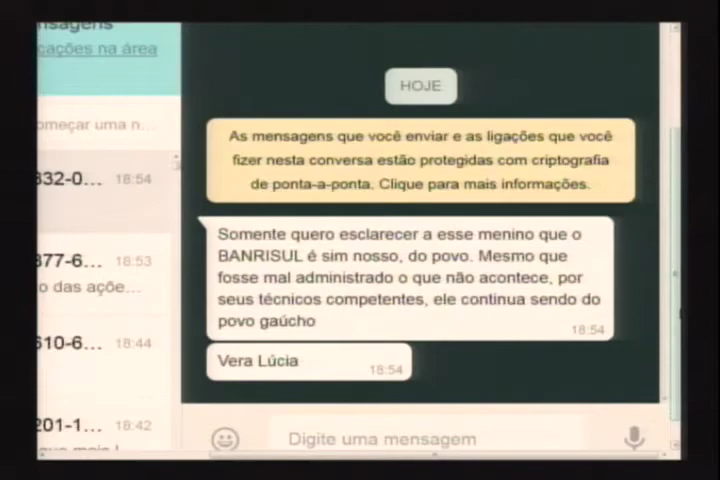 nsagens
cações na área
omeçar uma n...
332-0... 18:54
377-6... 18:53
o das açõe...
610-6... 18:44
201-1... 18:42
HOJE
As mensagens que você enviar e as ligações que você
fizer nesta conversa estão protegidas com criptografia
de ponta-a-ponta. Clique para mais informações.
Somente quero esclarecer a esse menino que o
BANRISUL é sim nosso, do povo. Mesmo que
fosse mal administrado o que não acontece, por
seus técnicos competentes, ele continua sendo do
povo gaúcho
18:54
Vera Lúcia
18:54
Digite uma mensagem